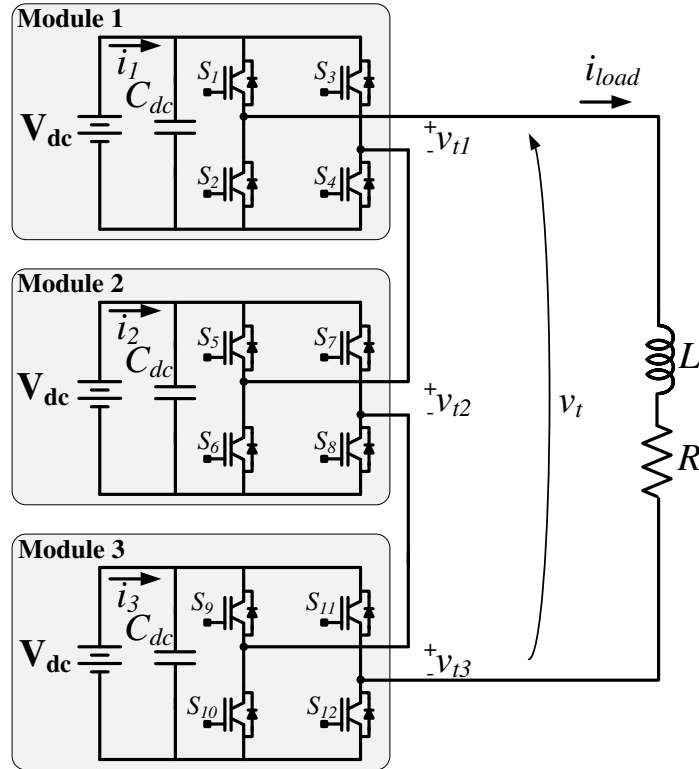 Module 1
i1
Cdc
Vdc
S1
S3
S2
S4
iload
+
- vt1
Module 2
i2
Cdc
Vdc
S5
S7
S6
S8
+
- vt2
vt
L
R
Module 3
i3
Cdc
Vdc
S9
S11
S10
S12
+
- vt3